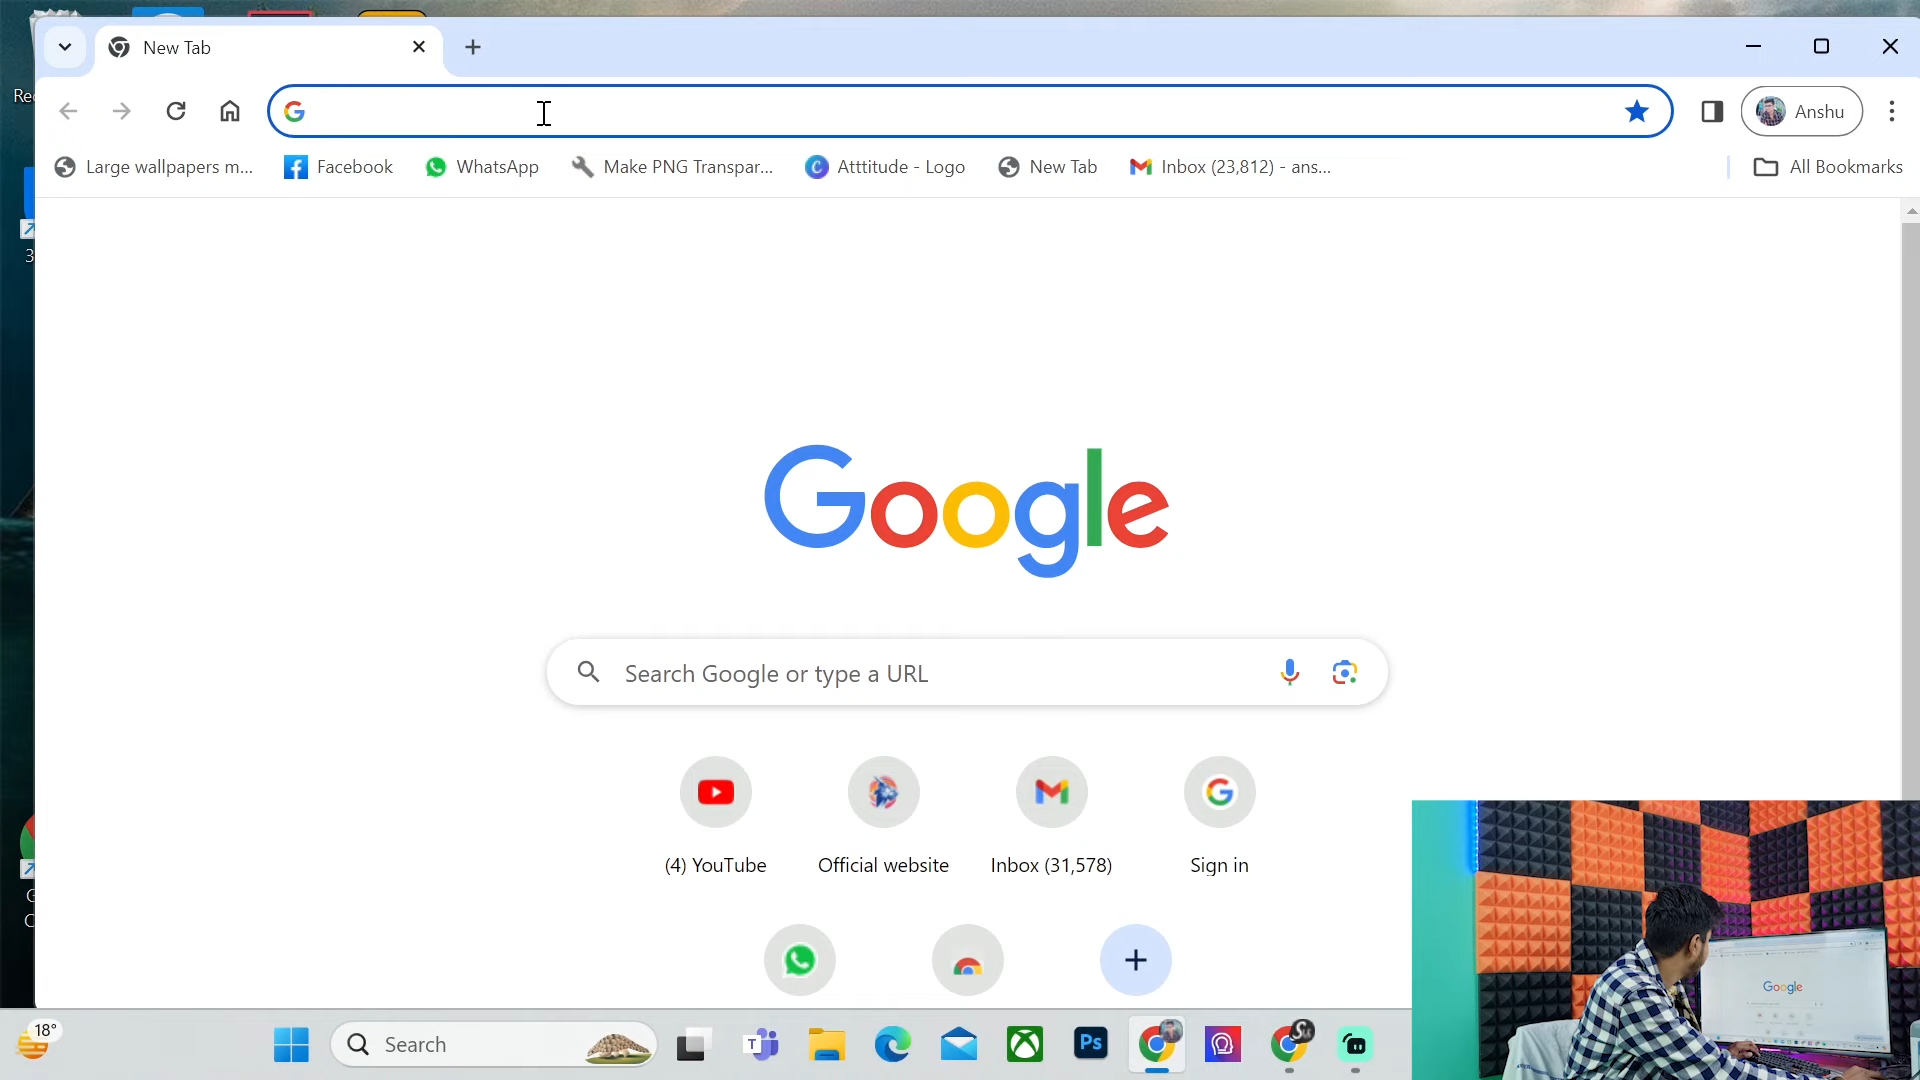 New Tab
Rec
Anshu
Large wallpapers m...
Facebook
WhatsApp
Make PNG Transpar...
Atttitude - Logo
New Tab
Inbox (23,812) - ans...
All Bookmarks
3
Google
Search Google or type a URL
(4) YouTube
Official website
Inbox (31,578)
Sign in
G
C
Google
18°
Search
T
Ps